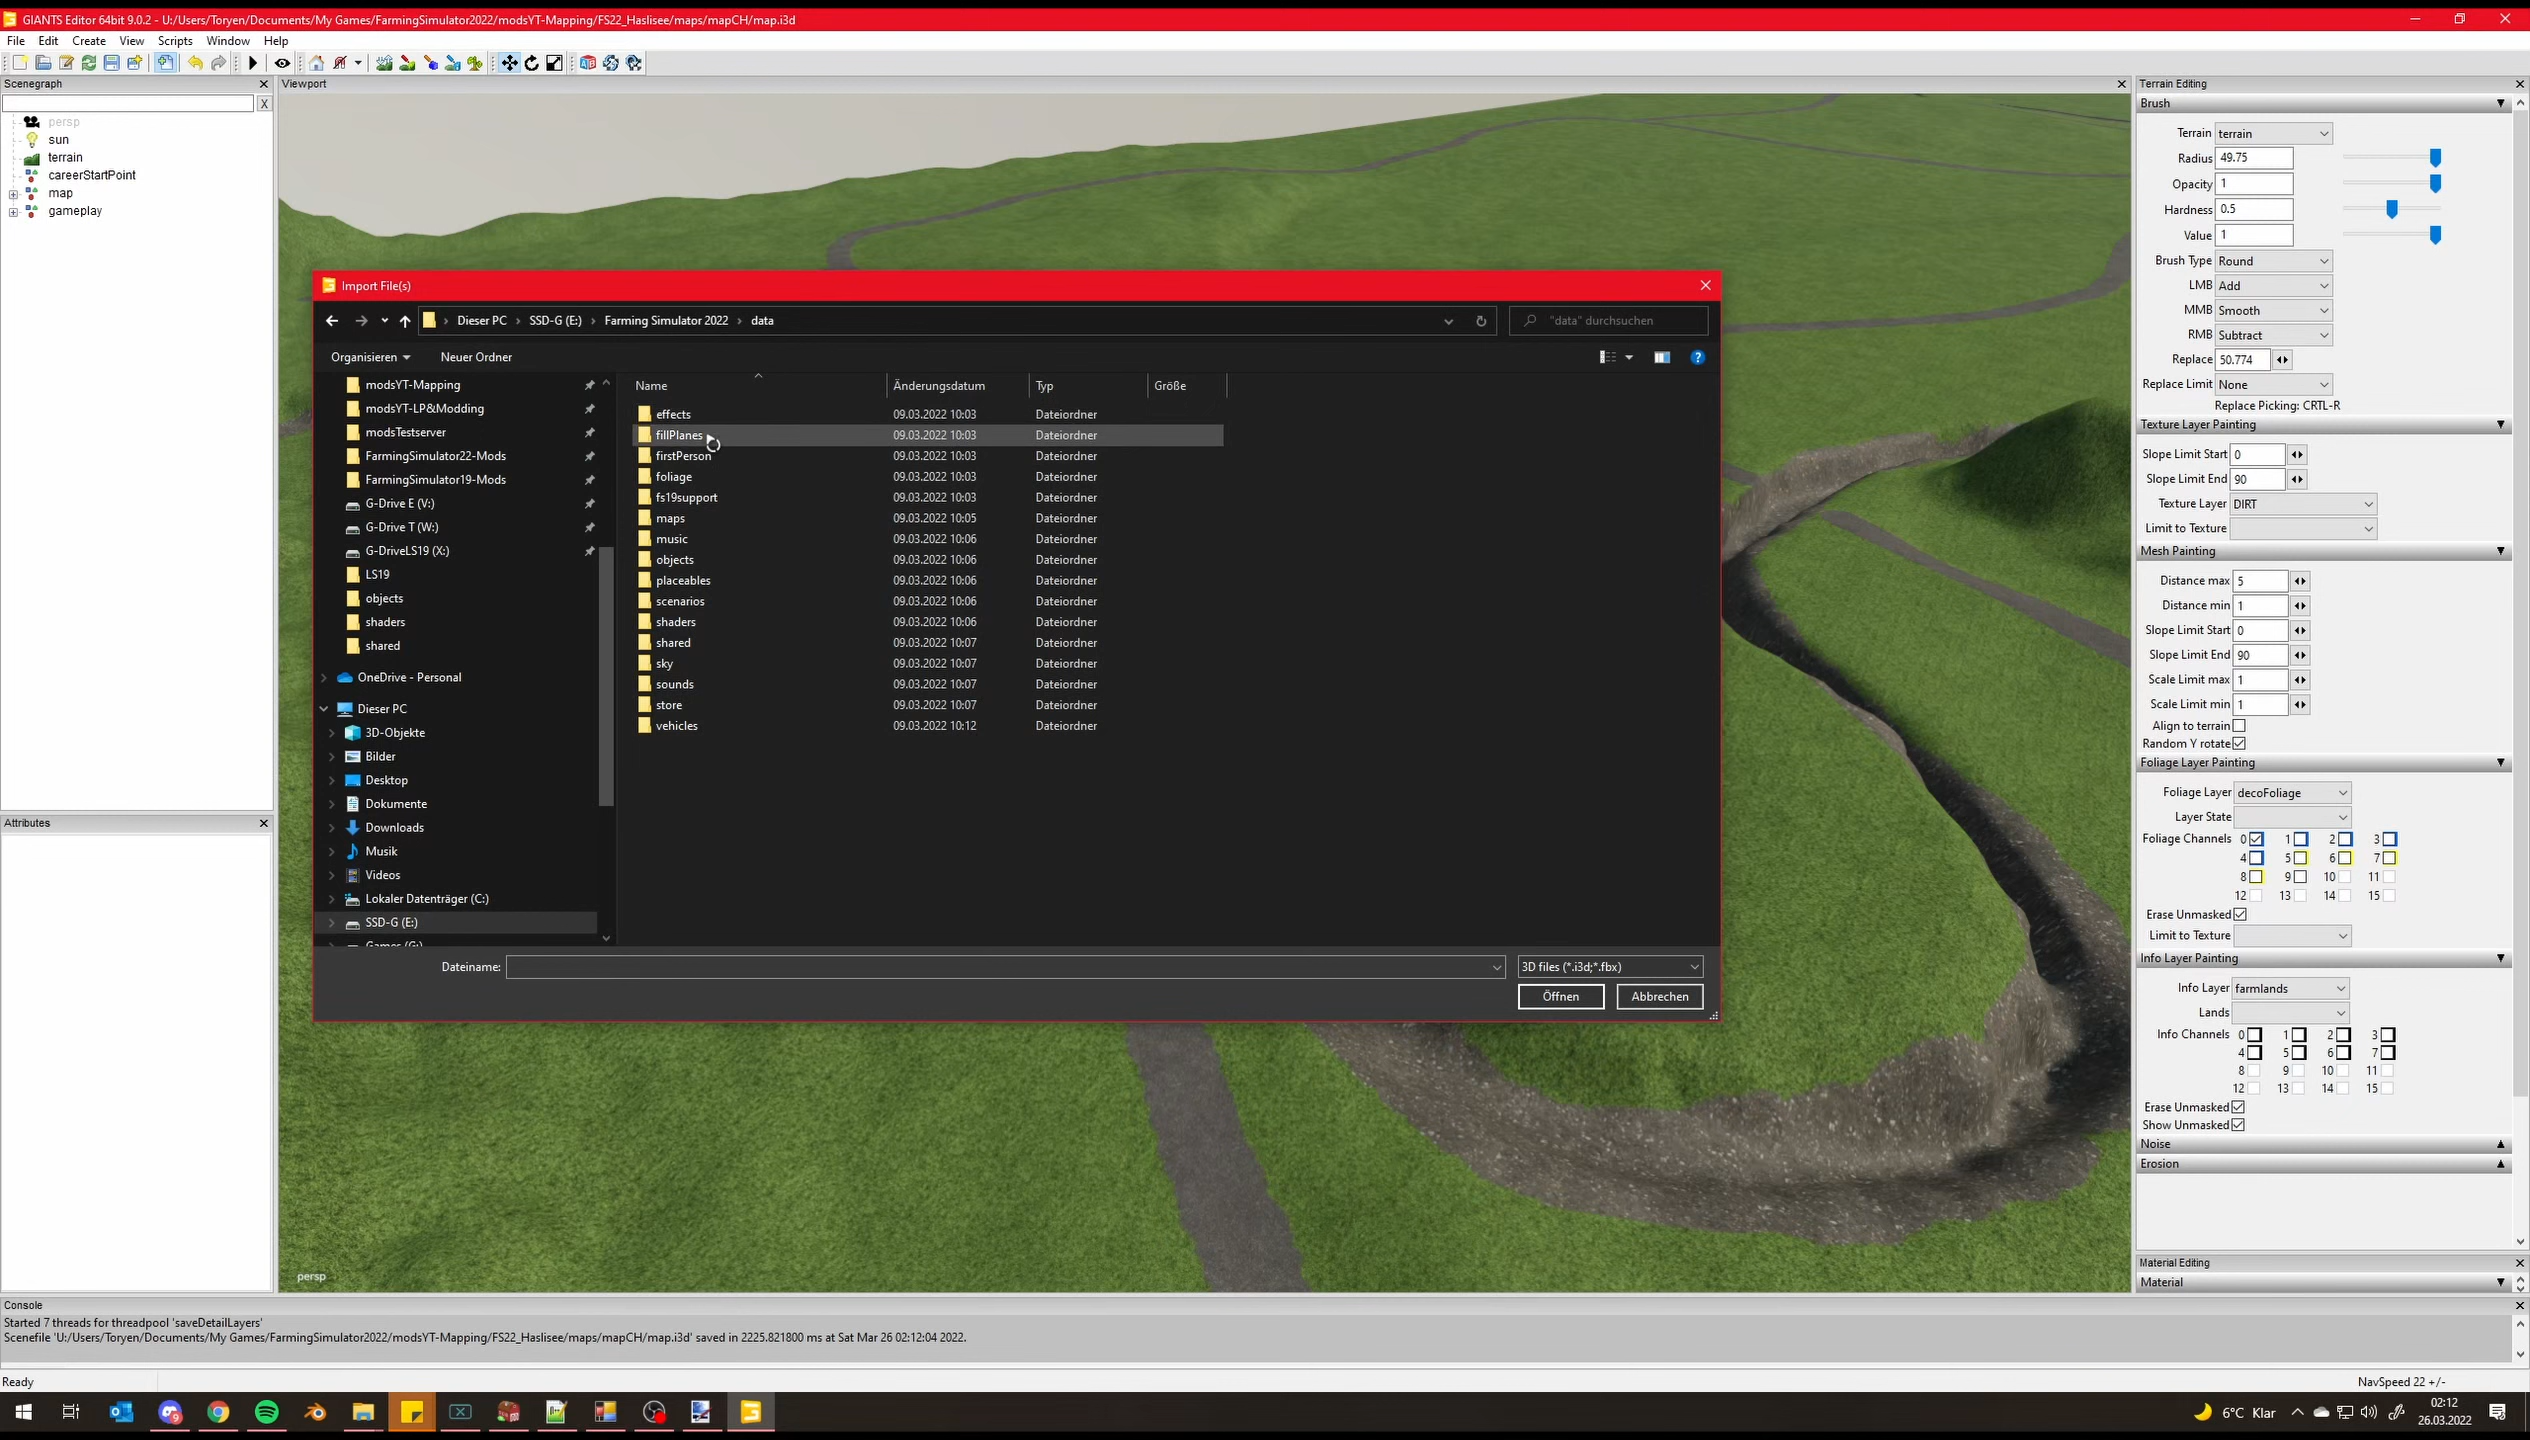 GIANTS Editor 64bit 9.0.2 - U:/Users/Toryen/Documents/My Games/FarmingSimulator2022/modsYT-Mapping/FS22_Haslisee/maps/mapCH/map.i3d
File Edit Create View Scripts Window Help
Scenegraph
X
persp
sun
terrain
careerStartPoint
map
gameplay
Attributes
Viewport
persp
Import File(s)
Dieser PC › SSD-G (E:) › Farming Simulator 2022 › data
"data" durchsuchen
Organisieren
Neuer Ordner
modsYT-Mapping
modsYT-LP&Modding
modsTestserver
FarmingSimulator22-Mods
FarmingSimulator19-Mods
G-Drive E (V:)
G-Drive T (W:)
G-DriveLS19 (X:)
LS19
objects
shaders
shared
OneDrive - Personal
Dieser PC
3D-Objekte
Bilder
Desktop
Dokumente
Downloads
Musik
Videos
Lokaler Datenträger (C:)
SSD-G (E:)
Games (G:)
Name Änderungsdatum Typ Größe
effects 09.03.2022 10:03 Dateiordner
fillPlanes 09.03.2022 10:03 Dateiordner
firstPerson 09.03.2022 10:03 Dateiordner
foliage 09.03.2022 10:03 Dateiordner
fs19support 09.03.2022 10:03 Dateiordner
maps 09.03.2022 10:05 Dateiordner
music 09.03.2022 10:06 Dateiordner
objects 09.03.2022 10:06 Dateiordner
placeables 09.03.2022 10:06 Dateiordner
scenarios 09.03.2022 10:06 Dateiordner
shaders 09.03.2022 10:06 Dateiordner
shared 09.03.2022 10:07 Dateiordner
sky 09.03.2022 10:07 Dateiordner
sounds 09.03.2022 10:07 Dateiordner
store 09.03.2022 10:07 Dateiordner
vehicles 09.03.2022 10:12 Dateiordner
Dateiname:
3D files (*.i3d;*.fbx)
Öffnen Abbrechen
Terrain Editing
Brush
Terrain terrain
Radius 49.75
Opacity 1
Hardness 0.5
Value 1
Brush Type Round
LMB Add
MMB Smooth
RMB Subtract
Replace 50.774
Replace Limit None
Replace Picking: CRTL-R
Texture Layer Painting
Slope Limit Start 0
Slope Limit End 90
Texture Layer DIRT
Limit to Texture
Mesh Painting
Distance max 5
Distance min 1
Slope Limit Start 0
Slope Limit End 90
Scale Limit max 1
Scale Limit min 1
Align to terrain
Random Y rotate
Foliage Layer Painting
Foliage Layer decoFoliage
Layer State
Foliage Channels 0 1 2 3
4 5 6 7
8 9 10 11
12 13 14 15
Erase Unmasked
Limit to Texture
Info Layer Painting
Info Layer farmlands
Lands
Info Channels 0 1 2 3
4 5 6 7
8 9 10 11
12 13 14 15
Erase Unmasked
Show Unmasked
Noise
Erosion
Material Editing
Material
Console
Started 7 threads for threadpool 'saveDetailLayers'
Scenefile 'U:/Users/Toryen/Documents/My Games/FarmingSimulator2022/modsYT-Mapping/FS22_Haslisee/maps/mapCH/map.i3d' saved in 2225.821800 ms at Sat Mar 26 02:12:04 2022.
Ready
NavSpeed 22 +/-
6°C Klar
02:12
26.03.2022